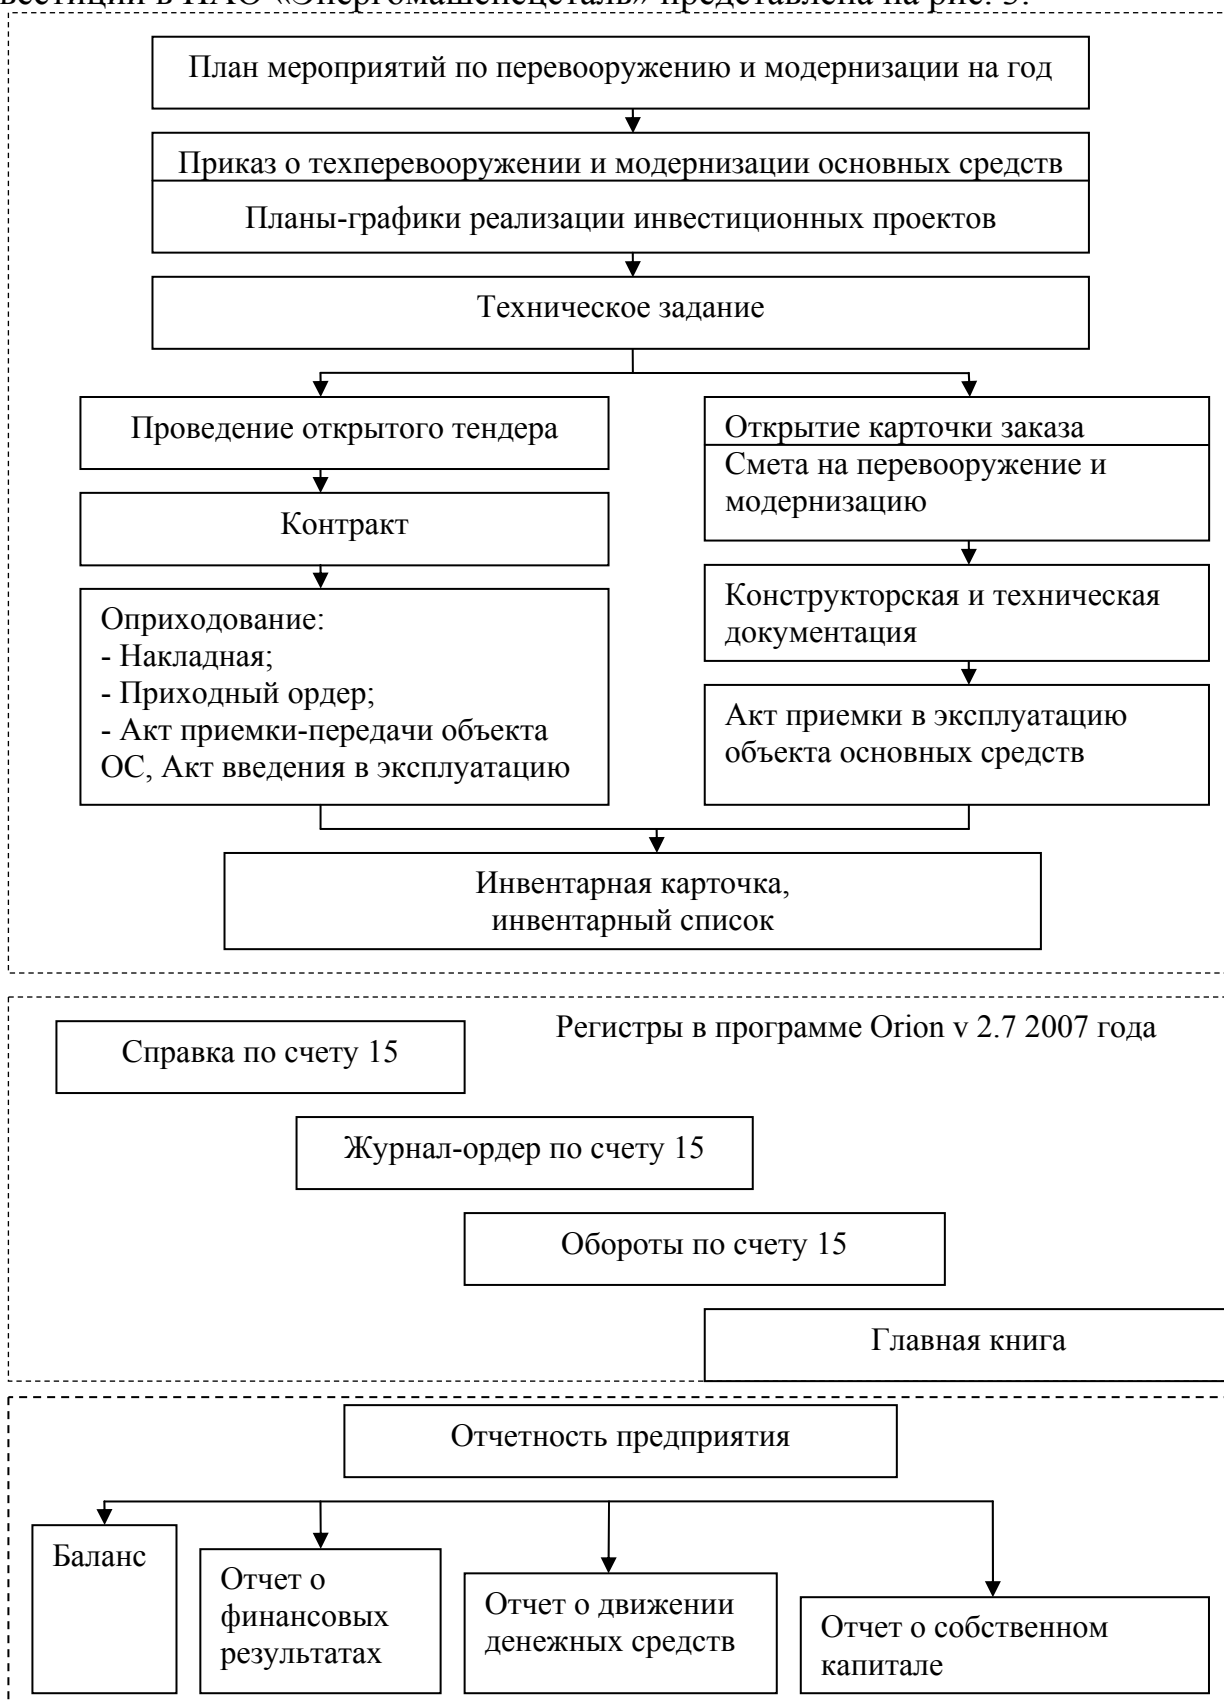 План мероприятий по перевооружению и модернизации на год
Приказ о техперевооружении и модернизации основных средств
Планы-графики реализации инвестиционных проектов
Техническое задание
Проведение открытого тендера
Контракт
Оприходование:
- Накладная;
- Приходный ордер;
- Акт приемки-передачи объекта
ОС, Акт введения в эксплуатацию
Открытие карточки заказа
Смета на перевооружение и
модернизацию
Конструкторская и техническая
документация
Акт приемки в эксплуатацию
объекта основных средств
Инвентарная карточка,
инвентарный список
Регистры в программе Orion v 2.7 2007 года
Справка по счету 15
Журнал-ордер по счету 15
Обороты по счету 15
Главная книга
Отчетность предприятия
Баланс
Отчет о
финансовых
результатах
Отчет о движении
денежных средств
Отчет о собственном
капитале